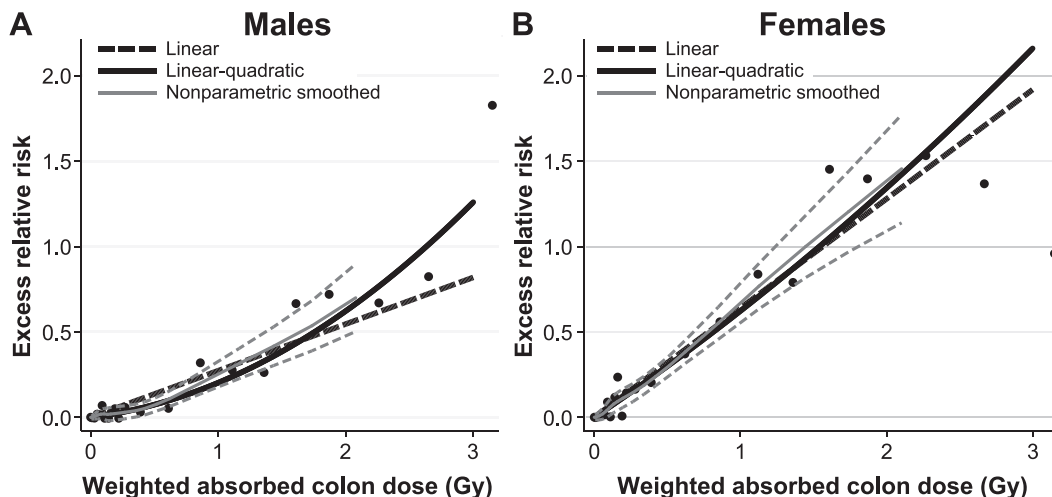 A
Males
Linear
Linear-quadratic
Nonparametric smoothed
2.0
1.5
1.0
0.5
0.0
Excess relative risk
0
1
2
3
Weighted absorbed colon dose (Gy)
B
Females
Linear
Linear-quadratic
Nonparametric smoothed
2.0
1.5
1.0
0.5
0.0
Excess relative risk
0
1
2
3
Weighted absorbed colon dose (Gy)